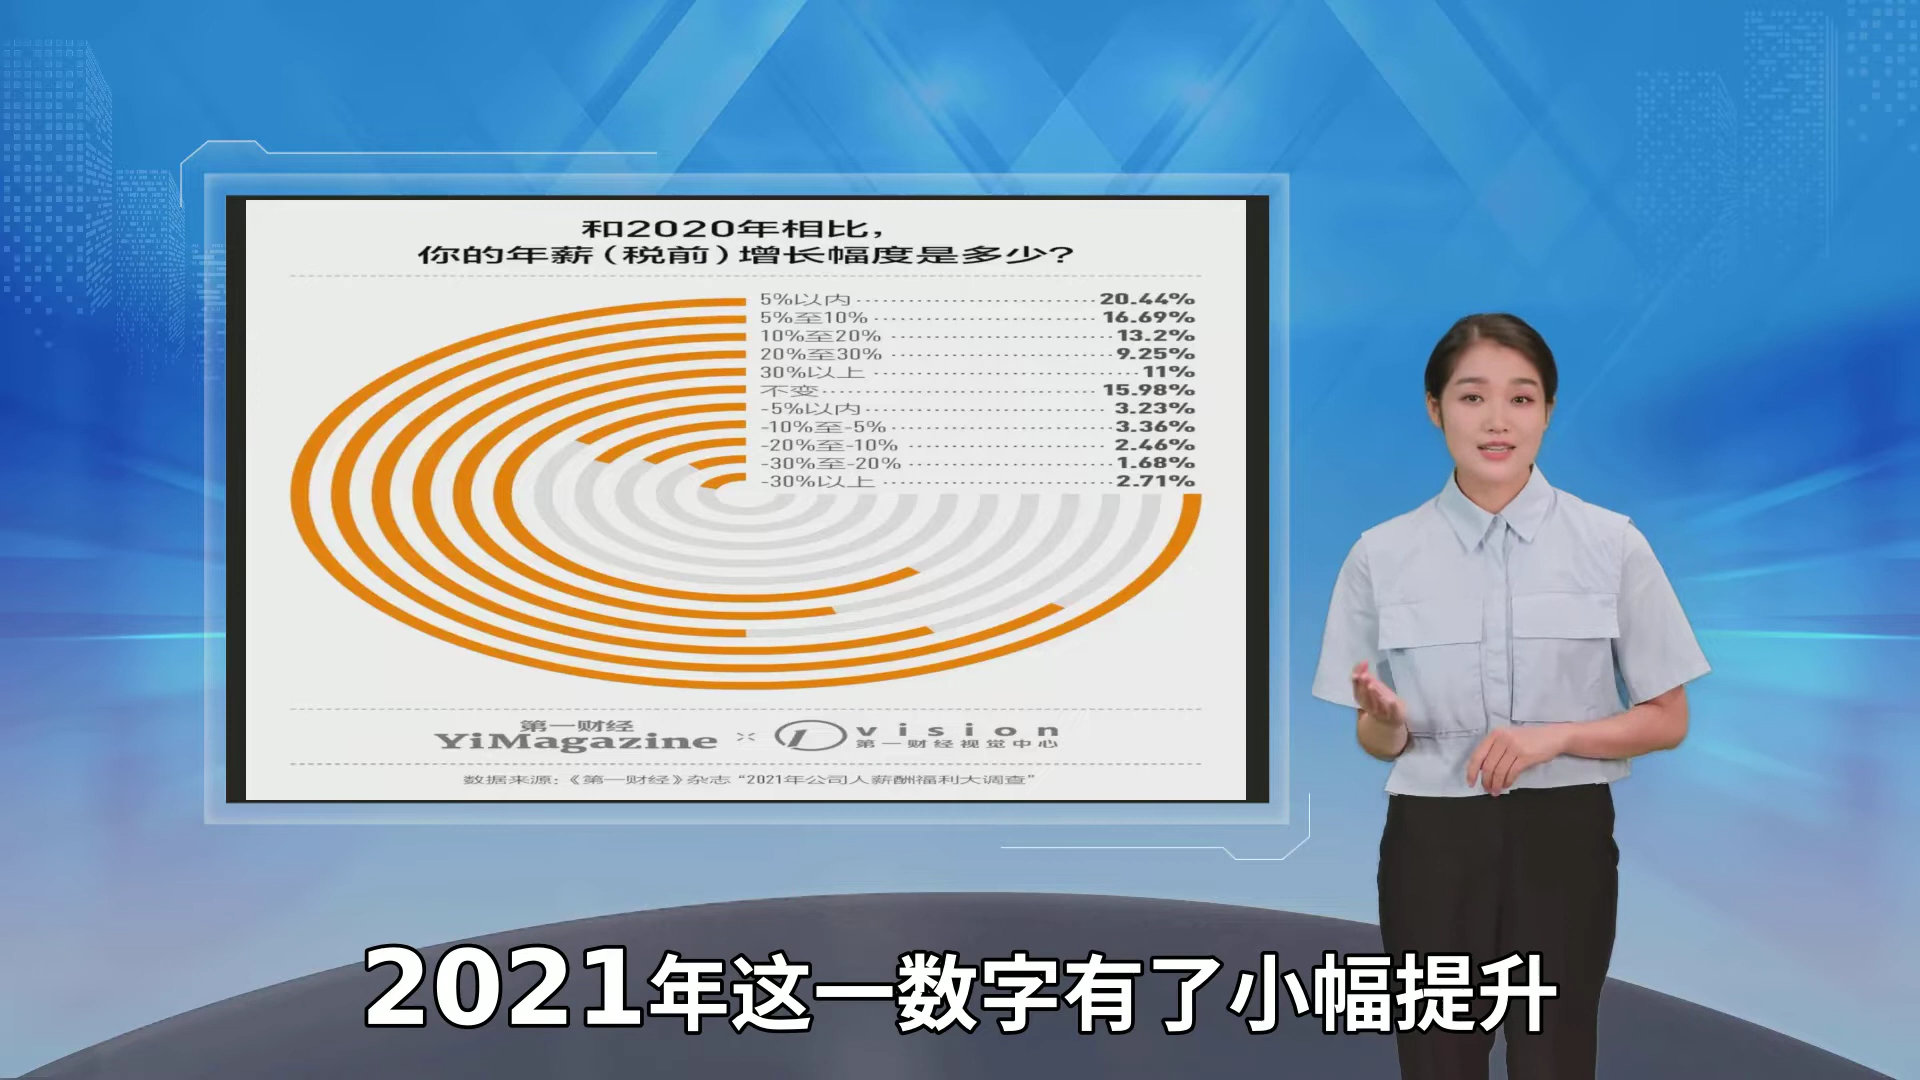 和2020年相比，
你的年薪（税前）增长幅度是多少？
5%以内 20.44%
5%至10% 16.69%
10%至20% 13.2%
20%至30% 9.25%
30%以上 11%
不变 15.98%
-5%以内 3.23%
-10%至-5% 3.36%
-20%至-10% 2.46%
-30%至-20% 1.68%
-30%以上 2.71%
第一财经
YiMagazine × vision
第一财经视觉中心
数据来源：《第一财经》杂志“2021年公司人薪酬福利大调查”
2021年这一数字有了小幅提升